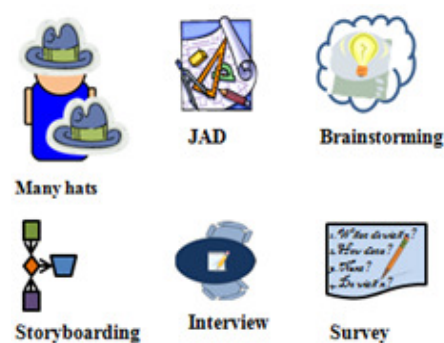 JAD
Brainstorming
Many hats
Storyboarding
Interview
Survey